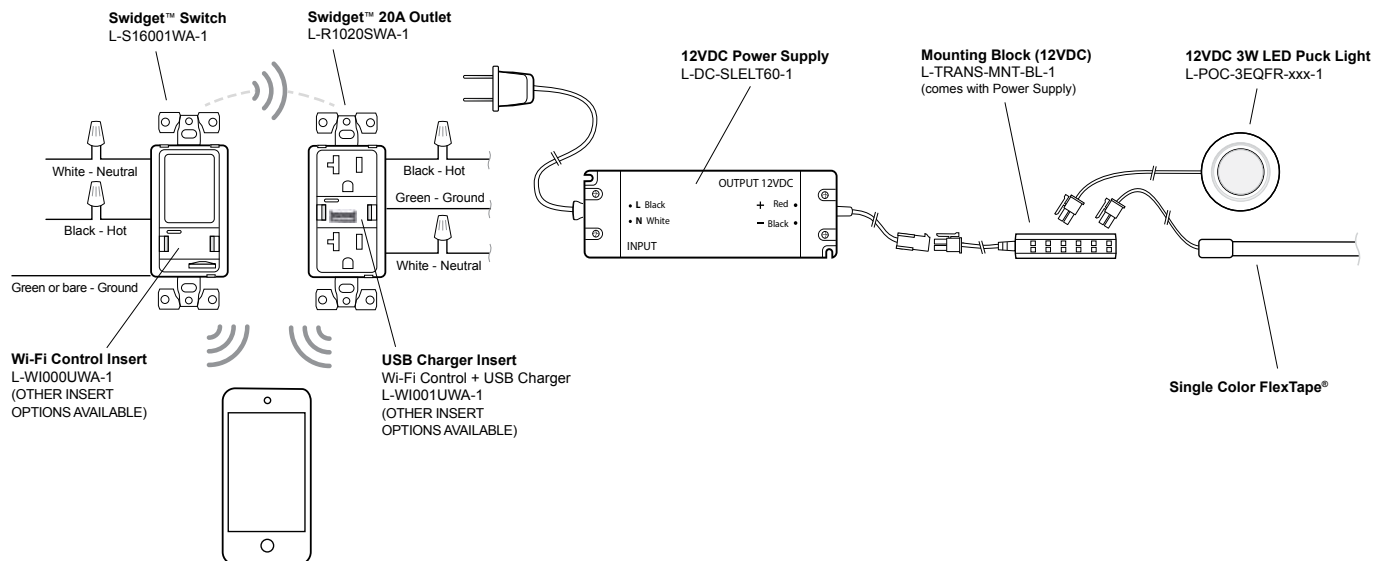 Swidget™ Switch
L-S16001WA-1
Swidget™ 20A Outlet
L-R1020SWA-1
12VDC Power Supply
L-DC-SLELT60-1
Mounting Block (12VDC)
L-TRANS-MNT-BL-1
(comes with Power Supply)
12VDC 3W LED Puck Light
L-POC-3EQFR-xxx-1
White - Neutral
Black - Hot
Green or bare - Ground
Black - Hot
Green - Ground
White - Neutral
OUTPUT 12VDC
• L Black
• N White
INPUT
+ Red •
− Black •
Wi-Fi Control Insert
L-WI000UWA-1
(OTHER INSERT
OPTIONS AVAILABLE)
USB Charger Insert
Wi-Fi Control + USB Charger
L-WI001UWA-1
(OTHER INSERT
OPTIONS AVAILABLE)
Single Color FlexTape®